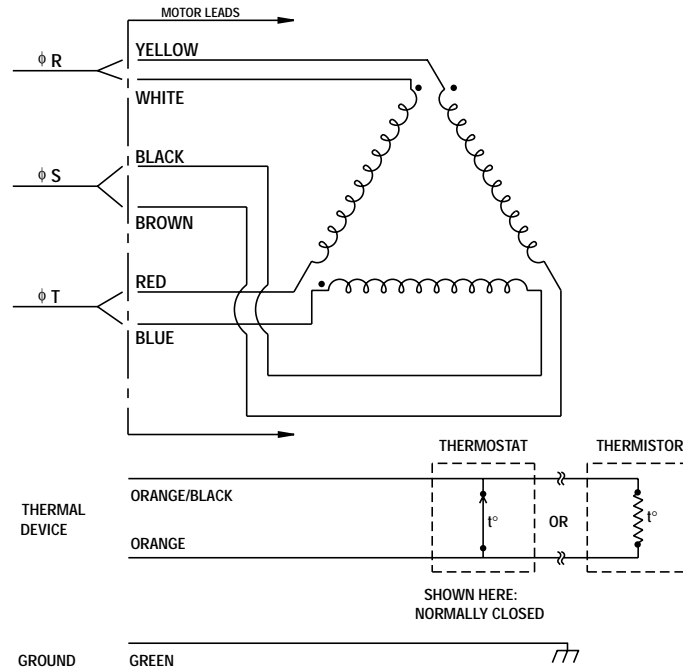 MOTOR LEADS
ϕ R
YELLOW
WHITE
ϕ S
BLACK
BROWN
ϕ T
RED
BLUE
THERMOSTAT
THERMISTOR
THERMAL
DEVICE
ORANGE/BLACK
t°
OR
t°
ORANGE
SHOWN HERE:
NORMALLY CLOSED
GROUND
GREEN